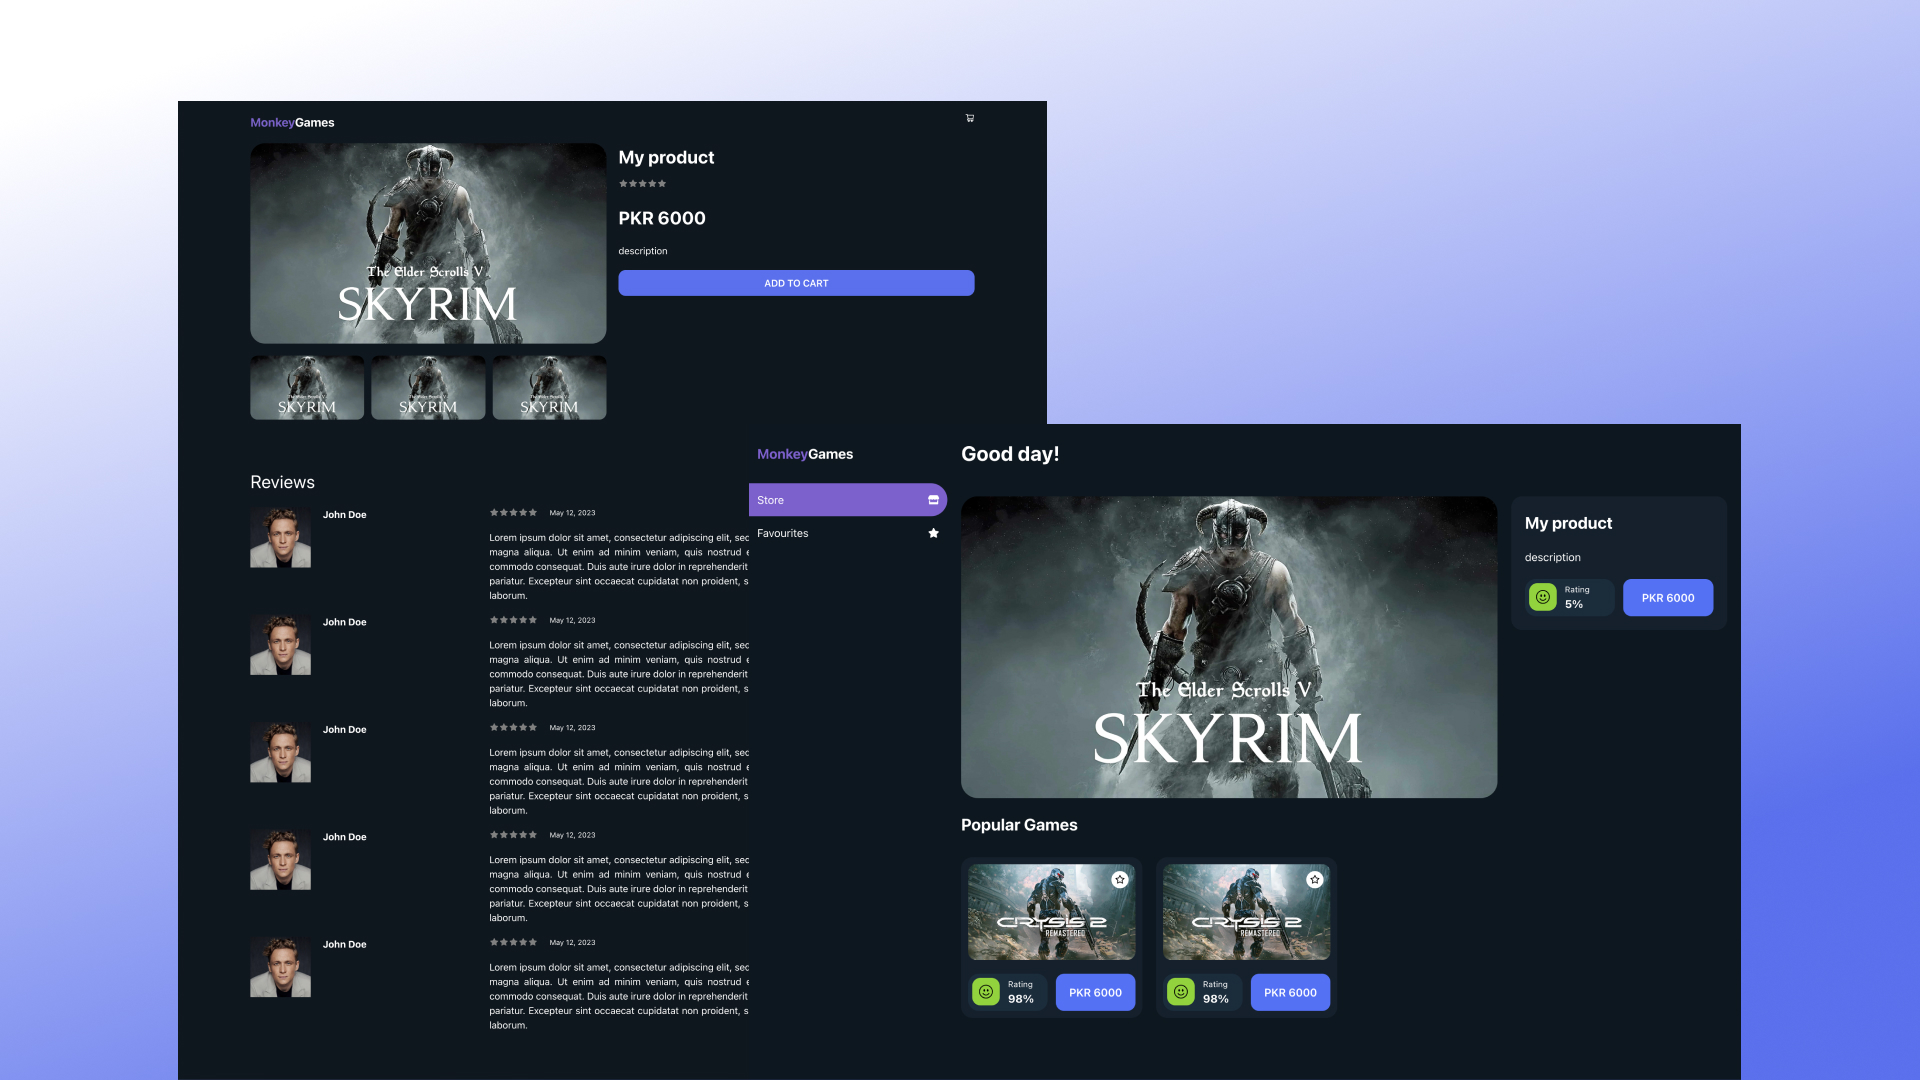 MonkeyGames
The Elder Scrolls V
SKYRIM
SKYRIM
SKYRIM
SKYRIM
My product
PKR 6000
description
ADD TO CART
Reviews
John Doe
May 12, 2023
Lorem ipsum dolor sit amet, consectetur adipiscing elit, sec
magna aliqua. Ut enim ad minim veniam, quis nostrud e
commodo consequat. Duis aute irure dolor in reprehenderit
pariatur. Excepteur sint occaecat cupidatat non proident, s
laborum.
John Doe
May 12, 2023
Lorem ipsum dolor sit amet, consectetur adipiscing elit, sec
magna aliqua. Ut enim ad minim veniam, quis nostrud e
commodo consequat. Duis aute irure dolor in reprehenderit
pariatur. Excepteur sint occaecat cupidatat non proident, s
laborum.
John Doe
May 12, 2023
Lorem ipsum dolor sit amet, consectetur adipiscing elit, sec
magna aliqua. Ut enim ad minim veniam, quis nostrud e
commodo consequat. Duis aute irure dolor in reprehenderit
pariatur. Excepteur sint occaecat cupidatat non proident, s
laborum.
John Doe
May 12, 2023
Lorem ipsum dolor sit amet, consectetur adipiscing elit, sec
magna aliqua. Ut enim ad minim veniam, quis nostrud e
commodo consequat. Duis aute irure dolor in reprehenderit
pariatur. Excepteur sint occaecat cupidatat non proident, s
laborum.
John Doe
May 12, 2023
Lorem ipsum dolor sit amet, consectetur adipiscing elit, sec
magna aliqua. Ut enim ad minim veniam, quis nostrud e
commodo consequat. Duis aute irure dolor in reprehenderit
pariatur. Excepteur sint occaecat cupidatat non proident, s
laborum.
MonkeyGames
Store
Favourites
Good day!
The Elder Scrolls V
SKYRIM
My product
description
Rating
5%
PKR 6000
Popular Games
CRYSIS 2
REMASTERED
Rating
98%
PKR 6000
CRYSIS 2
REMASTERED
Rating
98%
PKR 6000